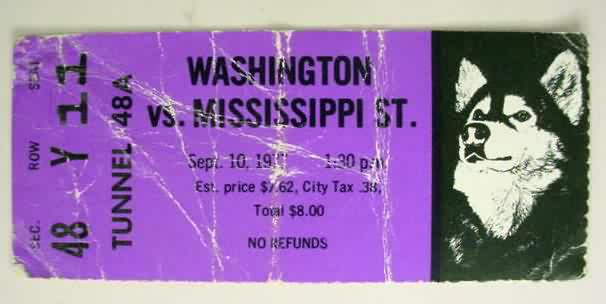 SEC. ROW SEAT
48 Y 11
TUNNEL 48A
WASHINGTON
vs. MISSISSIPPI ST.
Sept. 10, 1:30 p.m.
Est. price $7.62, City Tax .38,
Total $8.00
NO REFUNDS